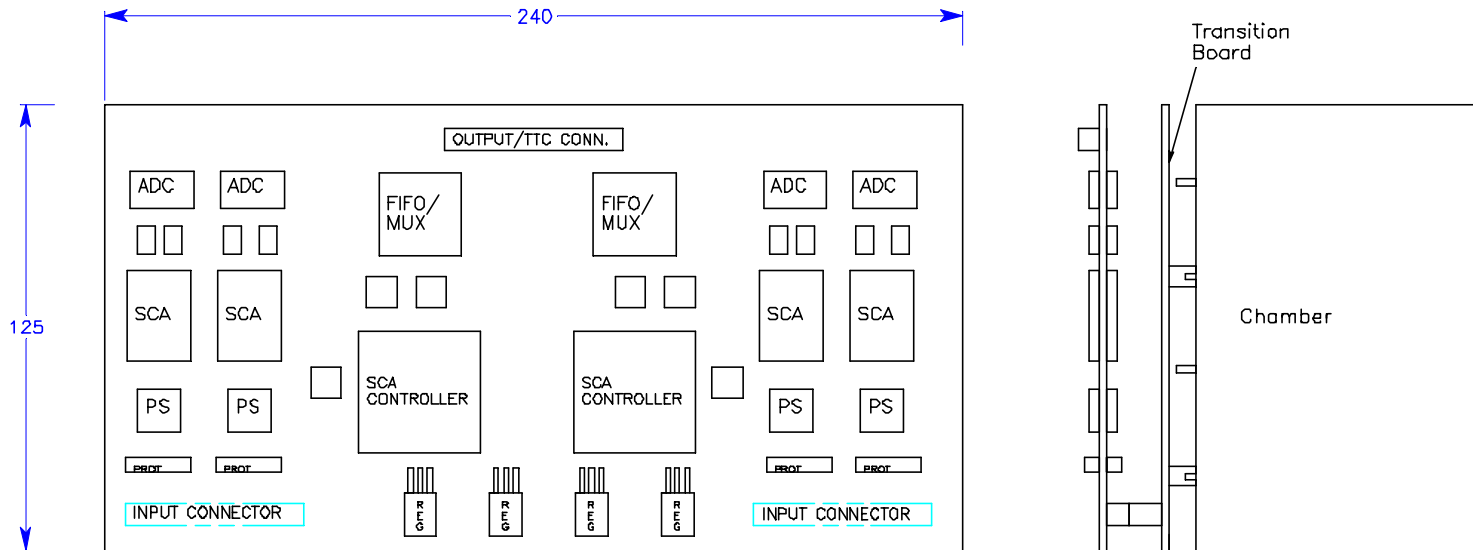 240
Transition
Board
OUTPUT/TTC CONN.
ADC
ADC
FIFO/
MUX
FIFO/
MUX
ADC
ADC
125
SCA
SCA
SCA
SCA
Chamber
SCA
CONTROLLER
SCA
CONTROLLER
PS
PS
PS
PS
PROT
PROT
PROT
PROT
INPUT CONNECTOR
REG
REG
REG
REG
INPUT CONNECTOR